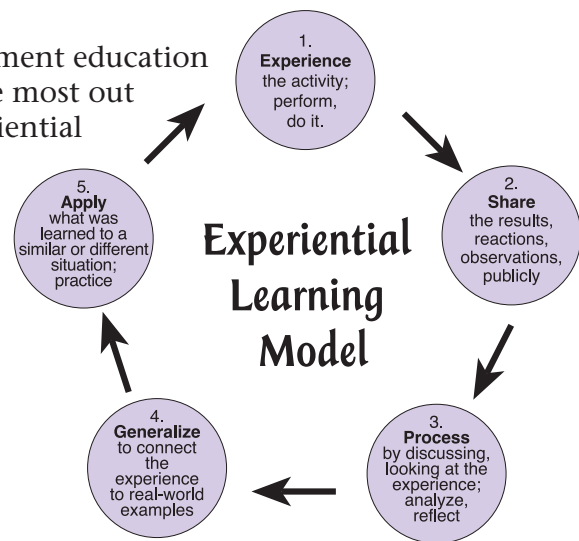 ment education
e most out
iential
1.
Experience
the activity;
perform,
do it.
2.
Share
the results,
reactions,
observations,
publicly
3.
Process
by discussing,
looking at the
experience;
analyze,
reflect
4.
Generalize
to connect
the
experience
to real-world
examples
5.
Apply
what was
learned to a
similar or different
situation;
practice
Experiential
Learning
Model